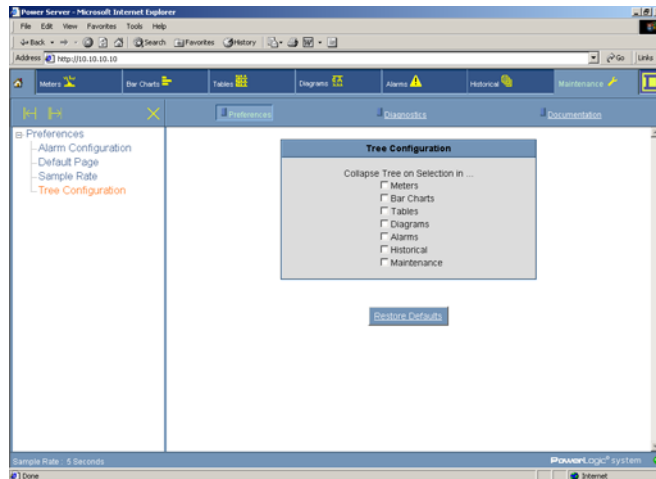 Power Server - Microsoft Internet Explorer
File Edit View Favorites Tools Help
Back Search Favorites History
Address http://10.10.10.10 Go Links
Meters Bar Charts Tables Diagrams Alarms Historical Maintenance
Preferences Diagnostics Documentation
Preferences
Alarm Configuration
Default Page
Sample Rate
Tree Configuration
Tree Configuration
Collapse Tree on Selection in ...
Meters
Bar Charts
Tables
Diagrams
Alarms
Historical
Maintenance
Restore Defaults
Sample Rate : 5 Seconds PowerLogic® system
Done Internet